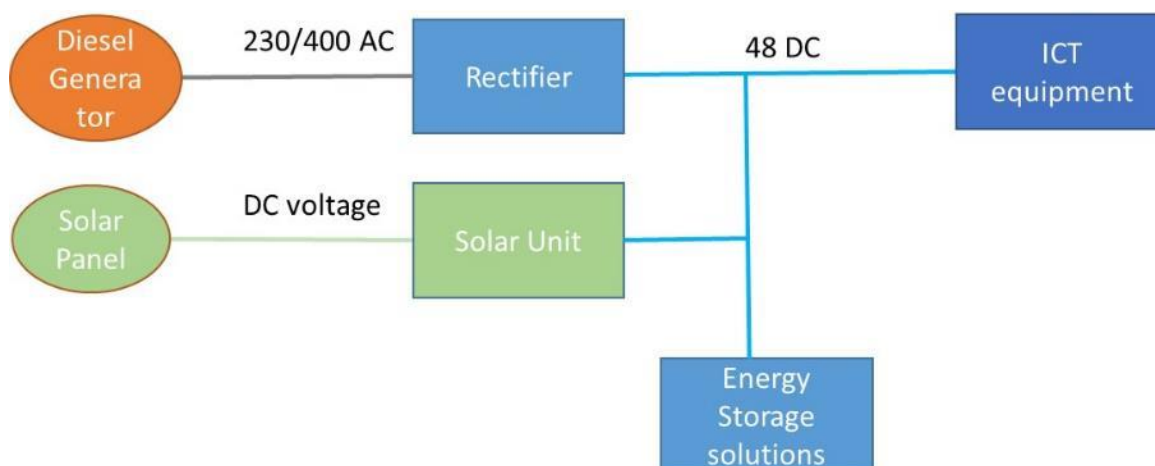 Diesel
Genera
tor
230/400 AC
Rectifier
48 DC
ICT
equipment
Solar
Panel
DC voltage
Solar Unit
Energy
Storage
solutions